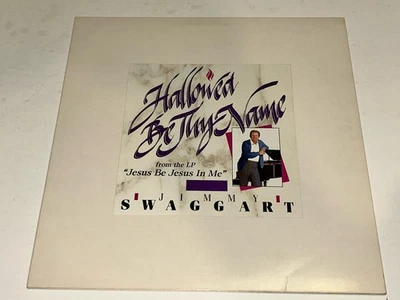 Hallowed
Be Thy Name
from the LP
"Jesus Be Jesus In Me"
JIMMY
SWAGGART